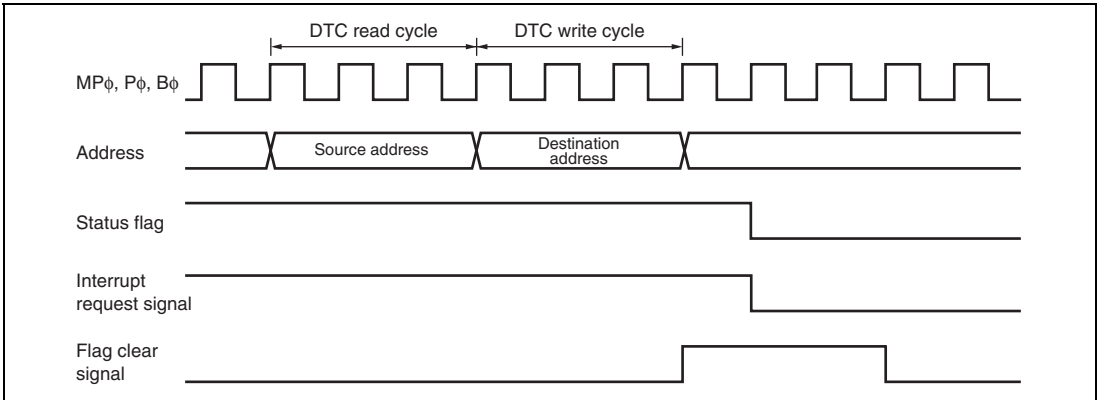 DTC read cycle DTC write cycle
MPϕ, Pϕ, Bϕ
Address
Source address
Destination
address
Status flag
Interrupt
request signal
Flag clear
signal